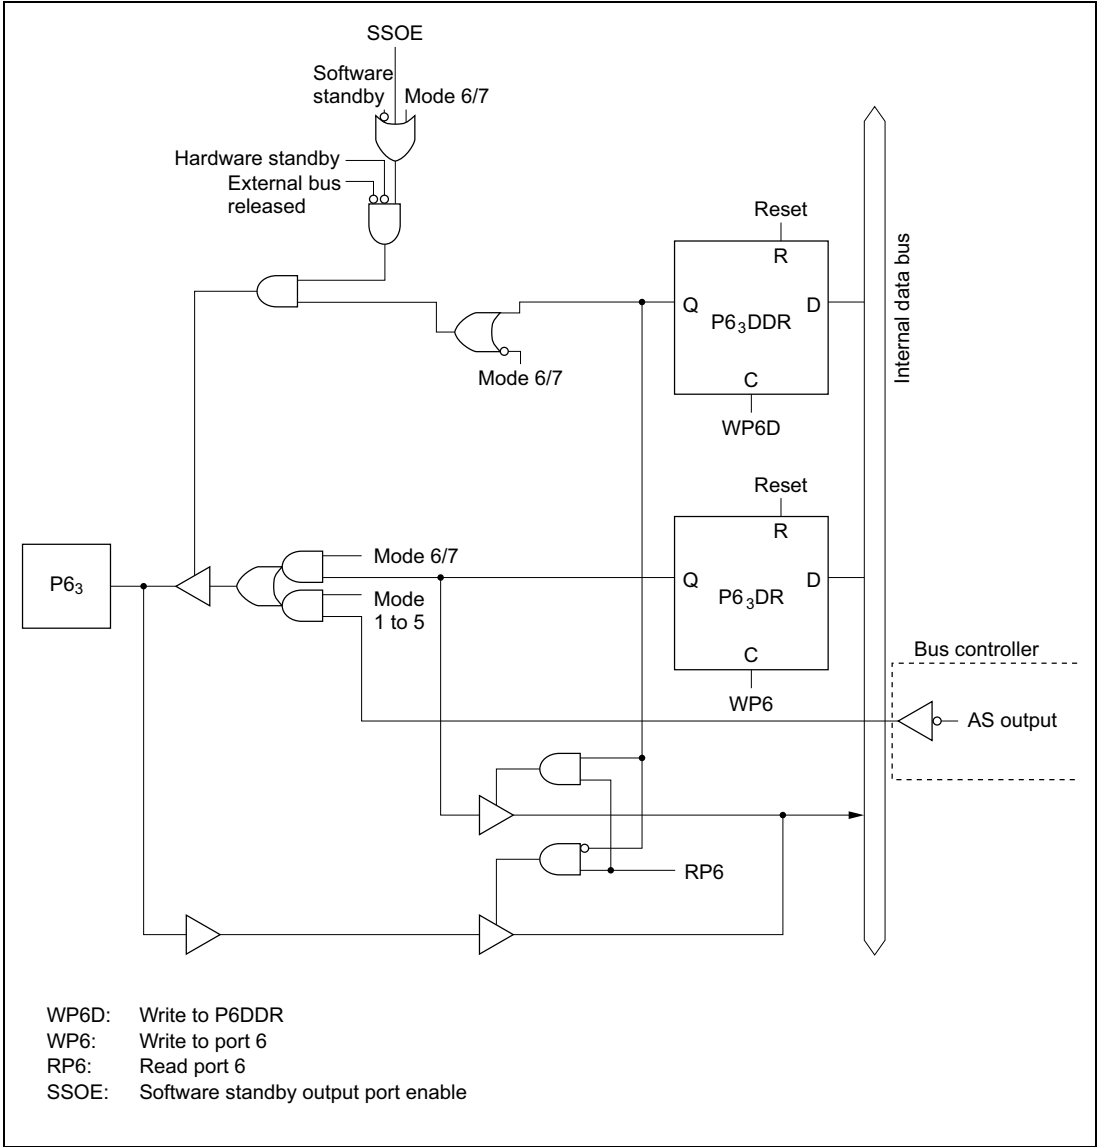 SSOE
Software
standby
Mode 6/7
Hardware standby
External bus
released
Reset
R
Q
D
P6₃DDR
C
Mode 6/7
WP6D
Internal data bus
Reset
R
Mode 6/7
P6₃
Q
D
P6₃DR
Mode
1 to 5
C
WP6
Bus controller
AS output
RP6
WP6D: Write to P6DDR
WP6: Write to port 6
RP6: Read port 6
SSOE: Software standby output port enable